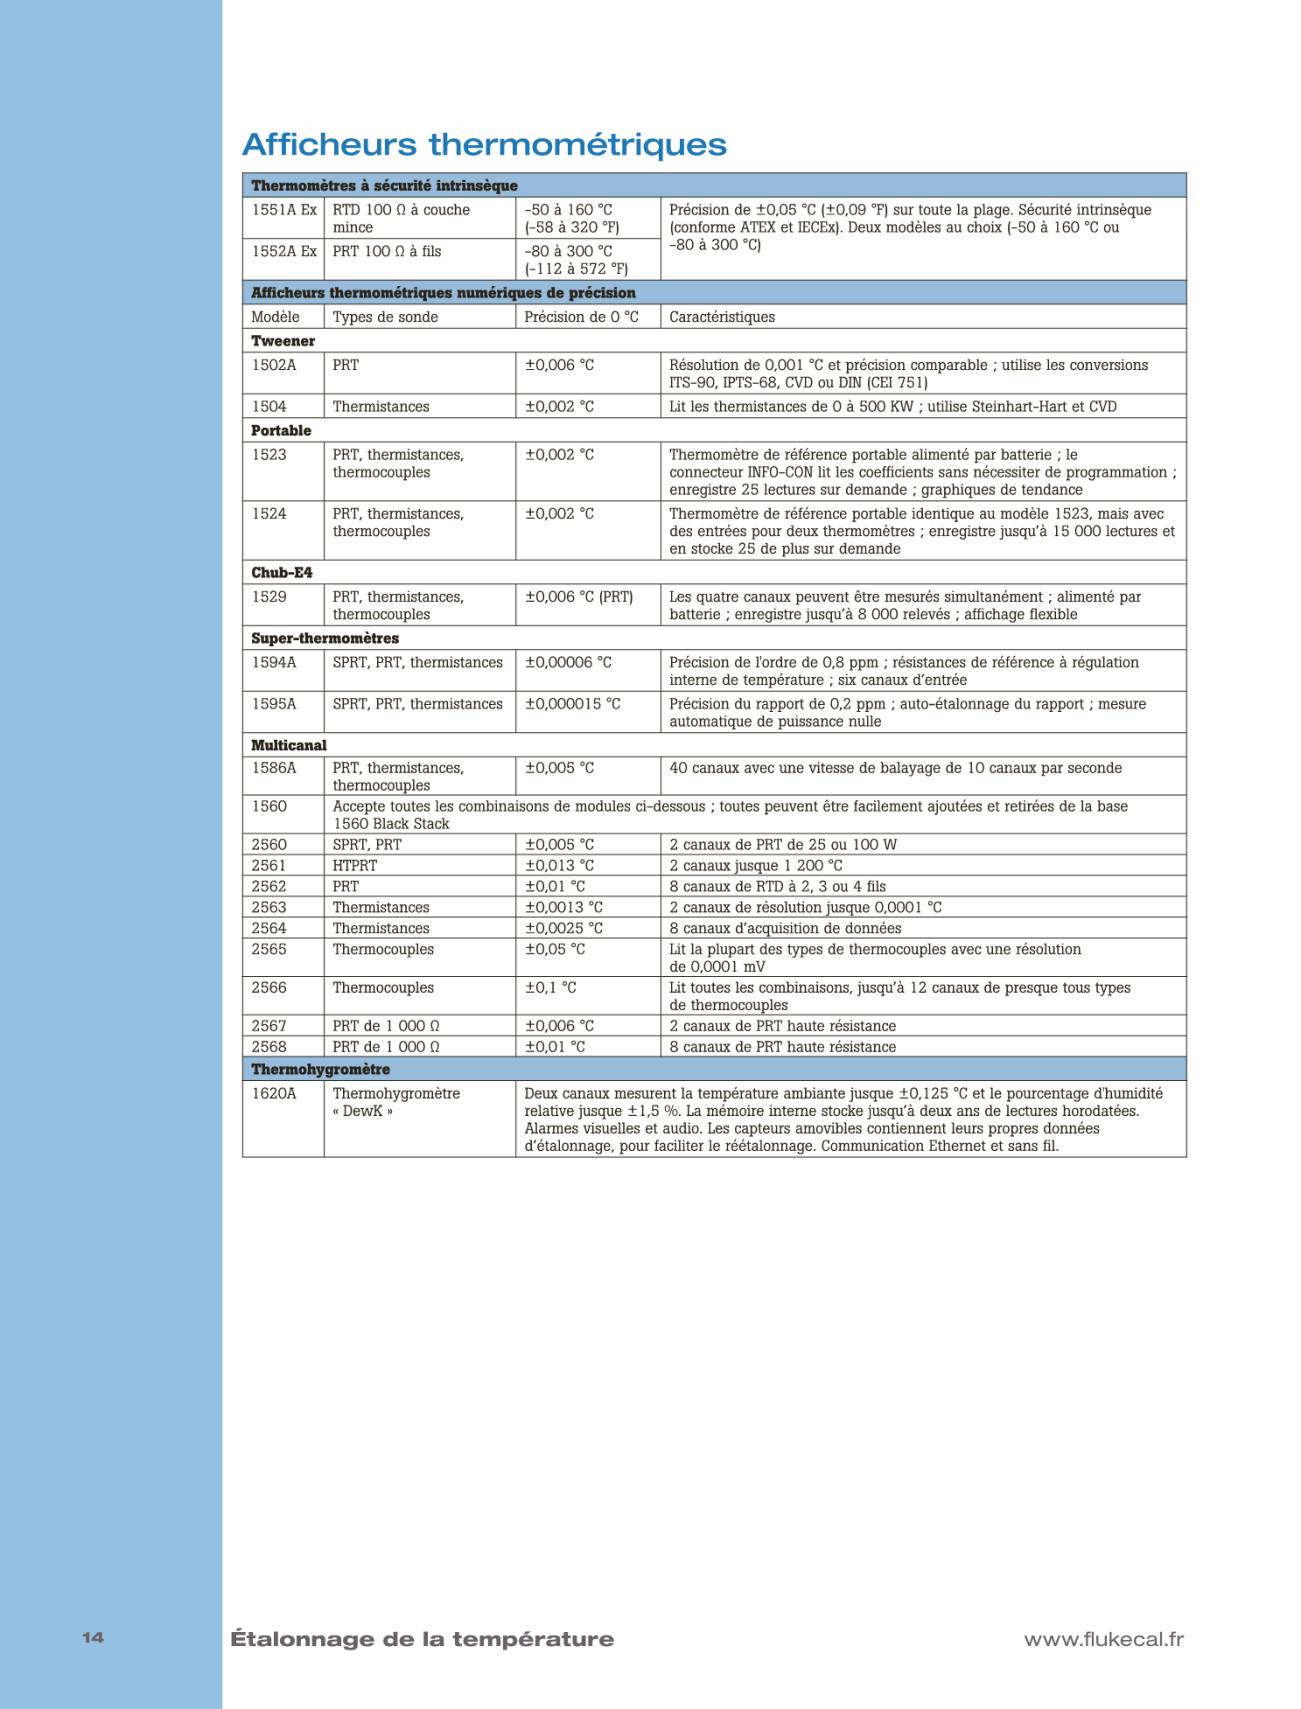 Afficheurs thermométriques
Thermomètres à sécurité intrinsèque
1551A Ex RTD 100 Ω à couche mince -50 à 160 °C (-58 à 320 °F) Précision de ±0,05 °C (±0,09 °F) sur toute la plage. Sécurité intrinsèque
(conforme ATEX et IECEx). Deux modèles au choix (-50 à 160 °C ou
-80 à 300 °C)
1552A Ex PRT 100 Ω à fils -80 à 300 °C
(-112 à 572 °F)
Afficheurs thermométriques numériques de précision
Modèle Types de sonde Précision de 0 °C Caractéristiques
Tweener
1502A PRT ±0,006 °C Résolution de 0,001 °C et précision comparable ; utilise les conversions
ITS-90, IPTS-68, CVD ou DIN (CEI 751)
1504 Thermistances ±0,002 °C Lit les thermistances de 0 à 500 KW ; utilise Steinhart-Hart et CVD
Portable
1523 PRT, thermistances, thermocouples ±0,002 °C Thermomètre de référence portable alimenté par batterie ; le
connecteur INFO-CON lit les coefficients sans nécessiter de programmation ;
enregistre 25 lectures sur demande ; graphiques de tendance
1524 PRT, thermistances, thermocouples ±0,002 °C Thermomètre de référence portable identique au modèle 1523, mais avec
des entrées pour deux thermomètres ; enregistre jusqu'à 15 000 lectures et
en stocke 25 de plus sur demande
Chub-E4
1529 PRT, thermistances, thermocouples ±0,006 °C (PRT) Les quatre canaux peuvent être mesurés simultanément ; alimenté par
batterie ; enregistre jusqu'à 8 000 relevés ; affichage flexible
Super-thermomètres
1594A SPRT, PRT, thermistances ±0,00006 °C Précision de l'ordre de 0,8 ppm ; résistances de référence à régulation
interne de température ; six canaux d'entrée
1595A SPRT, PRT, thermistances ±0,000015 °C Précision du rapport de 0,2 ppm ; auto-étalonnage du rapport ; mesure
automatique de puissance nulle
Multicanal
1586A PRT, thermistances, thermocouples ±0,005 °C 40 canaux avec une vitesse de balayage de 10 canaux par seconde
1560 Accepte toutes les combinaisons de modules ci-dessous ; toutes peuvent être facilement ajoutées et retirées de la base
1560 Black Stack
2560 SPRT, PRT ±0,005 °C 2 canaux de PRT de 25 ou 100 W
2561 HTPRT ±0,013 °C 2 canaux jusque 1 200 °C
2562 PRT ±0,01 °C 8 canaux de RTD à 2, 3 ou 4 fils
2563 Thermistances ±0,0013 °C 2 canaux de résolution jusque 0,0001 °C
2564 Thermistances ±0,0025 °C 8 canaux d'acquisition de données
2565 Thermocouples ±0,05 °C Lit la plupart des types de thermocouples avec une résolution
de 0,0001 mV
2566 Thermocouples ±0,1 °C Lit toutes les combinaisons, jusqu'à 12 canaux de presque tous types
de thermocouples
2567 PRT de 1 000 Ω ±0,006 °C 2 canaux de PRT haute résistance
2568 PRT de 1 000 Ω ±0,01 °C 8 canaux de PRT haute résistance
Thermohygromètre
1620A Thermohygromètre « DewK » Deux canaux mesurent la température ambiante jusque ±0,125 °C et le pourcentage d'humidité
relative jusque ±1,5 %. La mémoire interne stocke jusqu'à deux ans de lectures horodatées.
Alarmes visuelles et audio. Les capteurs amovibles contiennent leurs propres données
d'étalonnage, pour faciliter le réétalonnage. Communication Ethernet et sans fil.
14 Étalonnage de la température www.flukecal.fr